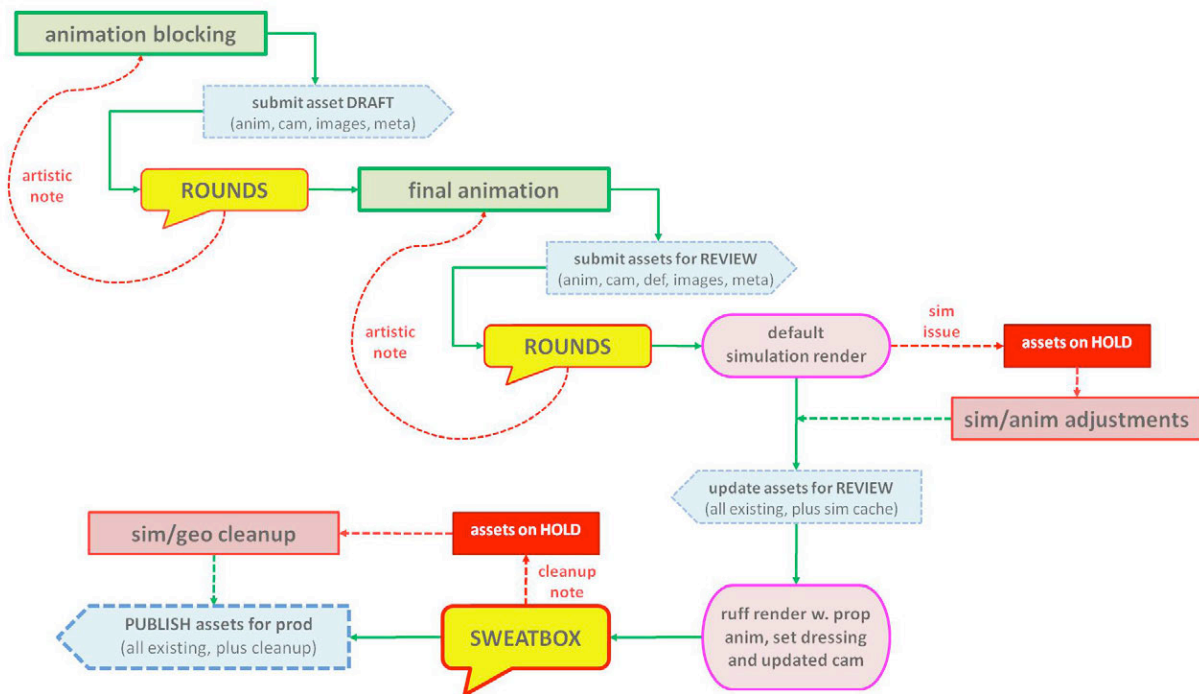 animation blocking
submit asset DRAFT
(anim, cam, images, meta)
artistic
note
ROUNDS
final animation
submit assets for REVIEW
(anim, cam, def, images, meta)
artistic
note
ROUNDS
default
simulation render
sim
issue
assets on HOLD
sim/anim adjustments
update assets for REVIEW
(all existing, plus sim cache)
sim/geo cleanup
assets on HOLD
cleanup
note
PUBLISH assets for prod
(all existing, plus cleanup)
SWEATBOX
ruff render w. prop
anim, set dressing
and updated cam